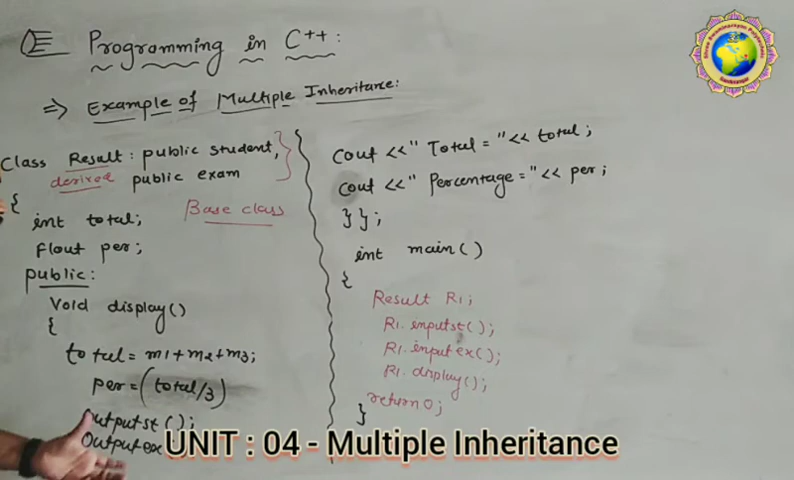 Programming in C++:
=> Example of Multiple Inheritance:
Class Result: public student,
derived public exam
{
Base class
int total;
float per;
public:
Void display()
{
total=m1+m2+m3;
per=(total/3)
Outputst();
Outputex
cout <<" Total = "<< total;
cout <<" Percentage = "<< per;
}};
int main()
{
Result R1;
R1.inputst();
R1.inputex();
R1.display();
return 0;
}
UNIT : 04 - Multiple Inheritance